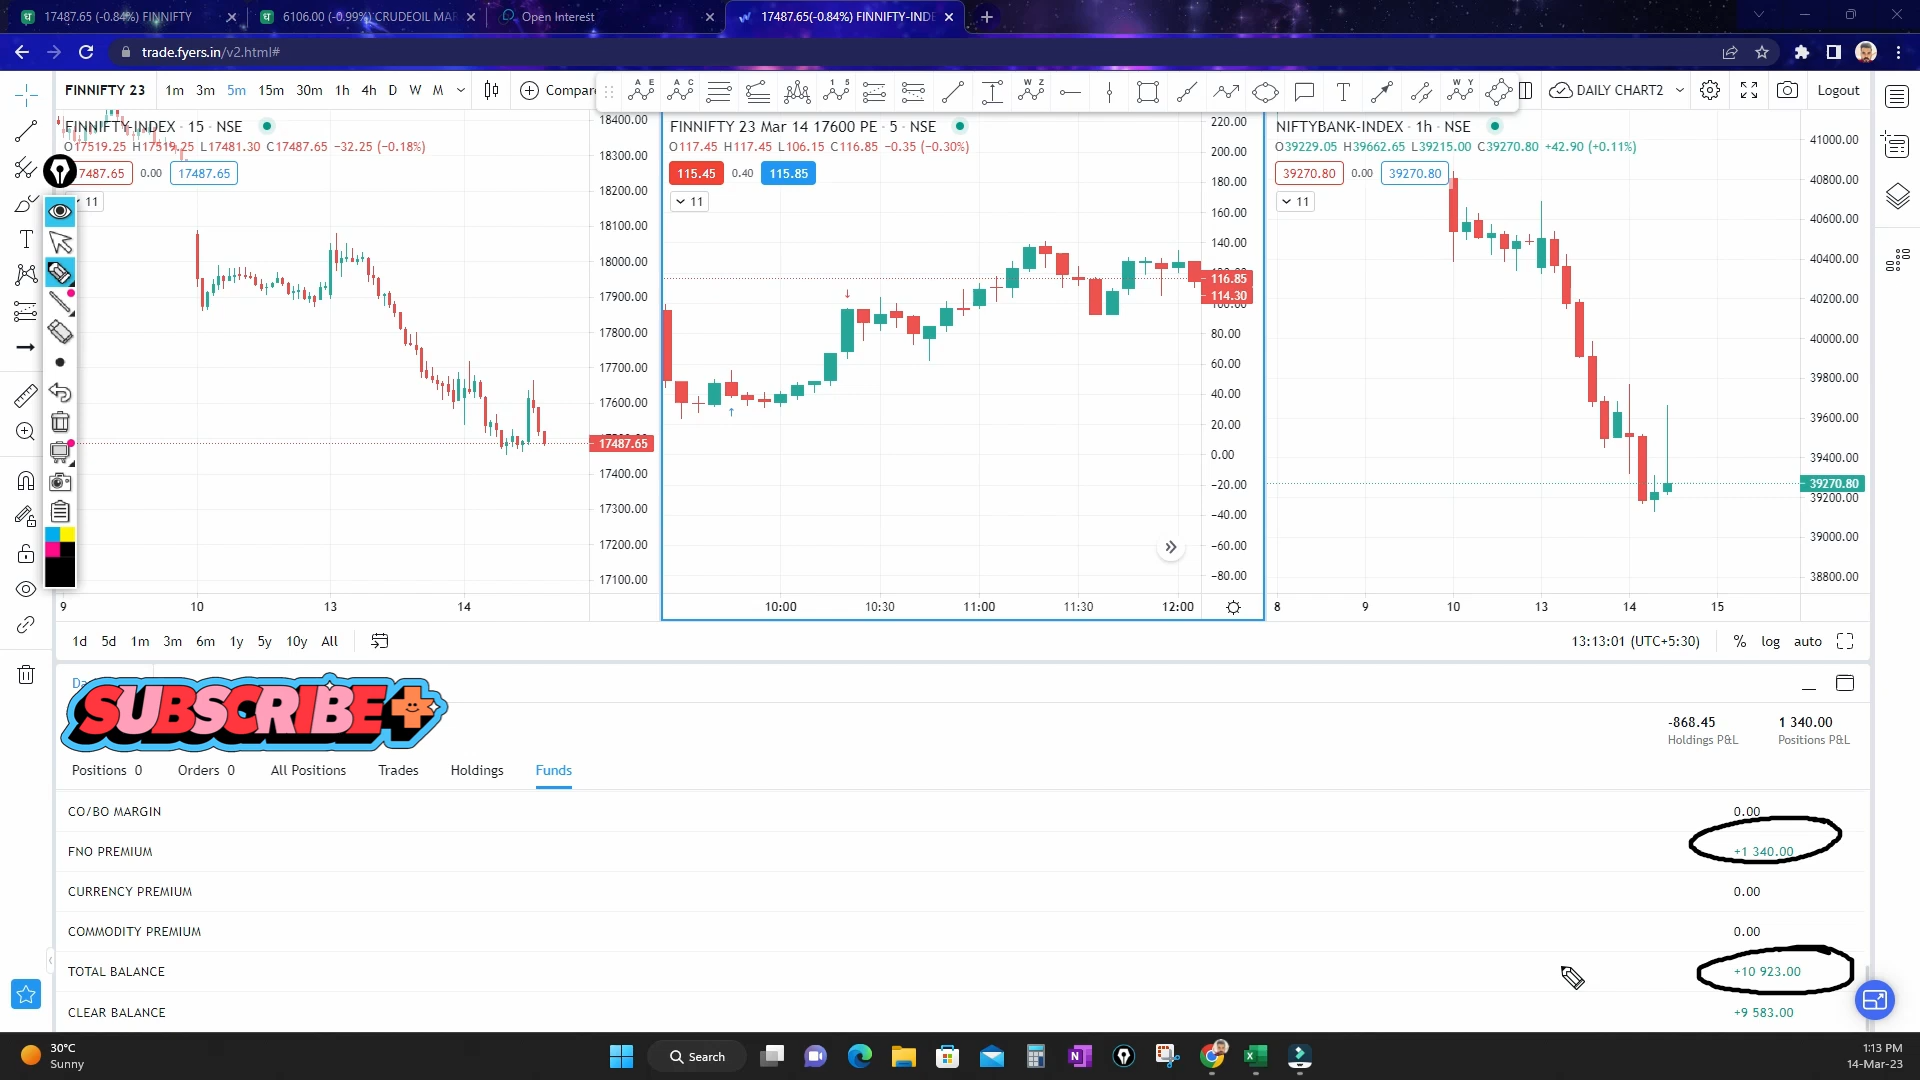 17487.65 (-0.84%) FINNIFTY
6106.00 (-0.99%) CRUDEOIL MAR
Open Interest
17487.65(-0.84%) FINNIFTY-INDE
trade.fyers.in/v2.html#
FINNIFTY 23
1m 3m 5m 15m 30m 1h 4h D W M
Compare
DAILY CHART2
Logout
FINNIFTY-INDEX · 15 · NSE
O17519.25 H17519.25 L17481.30 C17487.65 −32.25 (−0.18%)
7487.65 0.00 17487.65
11
18400.00
18300.00
18200.00
18100.00
18000.00
17900.00
17800.00
17700.00
17600.00
17487.65
17400.00
17300.00
17200.00
17100.00
9 10 13 14
FINNIFTY 23 Mar 14 17600 PE · 5 · NSE
O117.45 H117.45 L106.15 C116.85 −0.35 (−0.30%)
115.45 0.40 115.85
11
220.00
200.00
180.00
160.00
140.00
116.85
114.30
80.00
60.00
40.00
20.00
0.00
−20.00
−40.00
−60.00
−80.00
10:00 10:30 11:00 11:30 12:00
NIFTYBANK-INDEX · 1h · NSE
O39229.05 H39662.65 L39215.00 C39270.80 +42.90 (+0.11%)
39270.80 0.00 39270.80
11
41000.00
40800.00
40600.00
40400.00
40200.00
40000.00
39800.00
39600.00
39400.00
39270.80
39200.00
39000.00
38800.00
8 9 10 13 14 15
1d 5d 1m 3m 6m 1y 5y 10y All
13:13:01 (UTC+5:30) % log auto
SUBSCRIBE
-868.45 1 340.00
Holdings P&L Positions P&L
Positions 0 Orders 0 All Positions Trades Holdings Funds
CO/BO MARGIN 0.00
FNO PREMIUM +1 340.00
CURRENCY PREMIUM 0.00
COMMODITY PREMIUM 0.00
TOTAL BALANCE +10 923.00
CLEAR BALANCE +9 583.00
30°C
Sunny
Search
1:13 PM
14-Mar-23